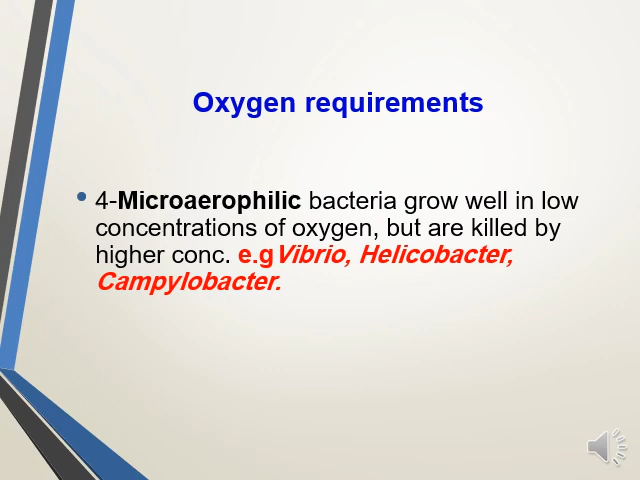 Oxygen requirements
4-Microaerophilic bacteria grow well in low
concentrations of oxygen, but are killed by
higher conc. e.gVibrio, Helicobacter,
Campylobacter.